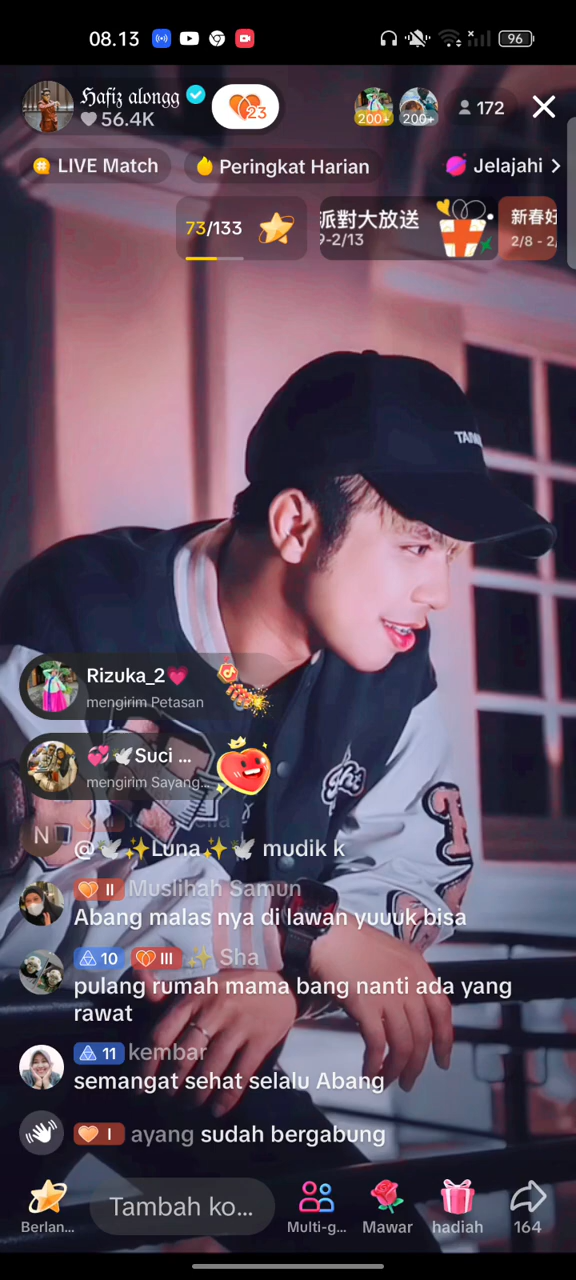 08.13
96
Hafiz alongg
56.4K
23
200+
200+
172
LIVE Match
Peringkat Harian
Jelajahi
73/133
派對大放送
9-2/13
新春好
2/8 - 2/
Rizuka_2💗
mengirim Petasan
💞🕊️Suci ...
mengirim Sayang...
N
@🕊️✨Luna✨🕊️ mudik k
II Muslihah Samun
Abang malas nya di lawan yuuuk bisa
10 III ✨ Sha
pulang rumah mama bang nanti ada yang
rawat
11 kembar
semangat sehat selalu Abang
I ayang sudah bergabung
Berlan...
Tambah ko...
Multi-g...
Mawar
hadiah
164